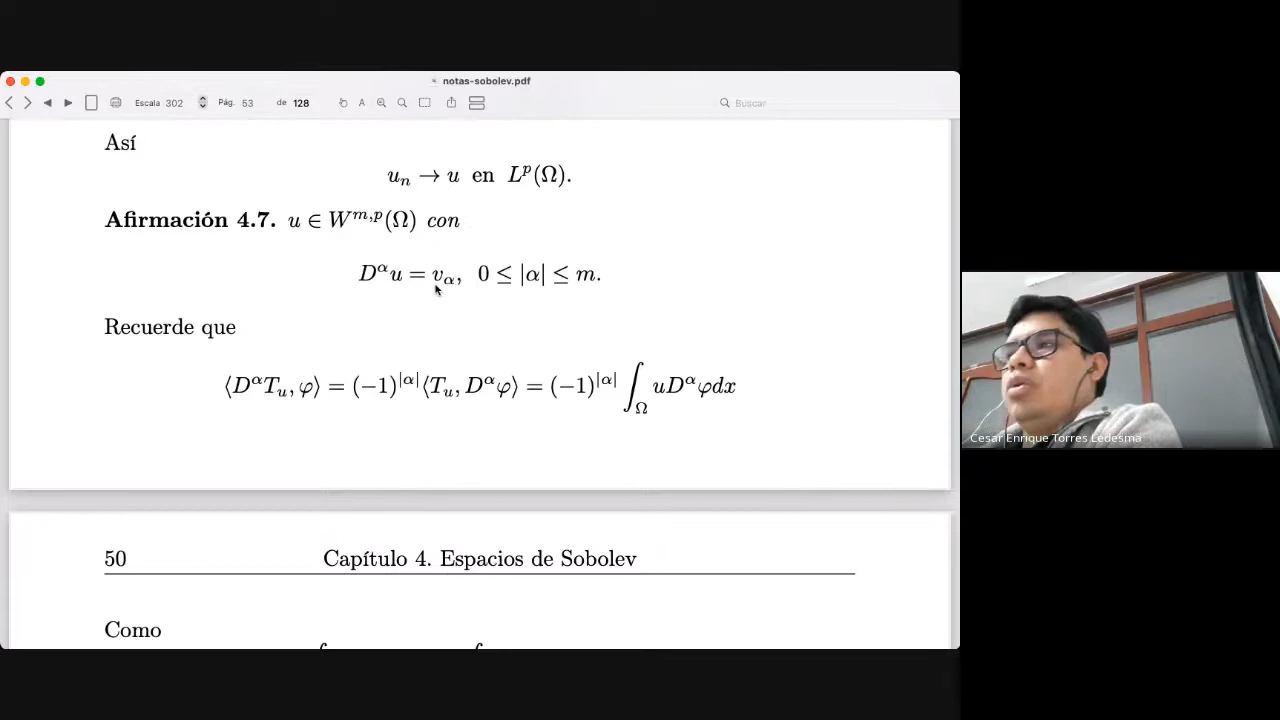 notas-sobolev.pdf
Escala 302 Pág. 53 de 128 Buscar
Así
uₙ → u en Lᵖ(Ω).
Afirmación 4.7. u ∈ W^{m,p}(Ω) con
D^α u = v_α, 0 ≤ |α| ≤ m.
Recuerde que
⟨D^α T_u, φ⟩ = (−1)^{|α|}⟨T_u, D^α φ⟩ = (−1)^{|α|} ∫_Ω uD^α φdx
50 Capítulo 4. Espacios de Sobolev
Como
Cesar Enrique Torres Ledesma